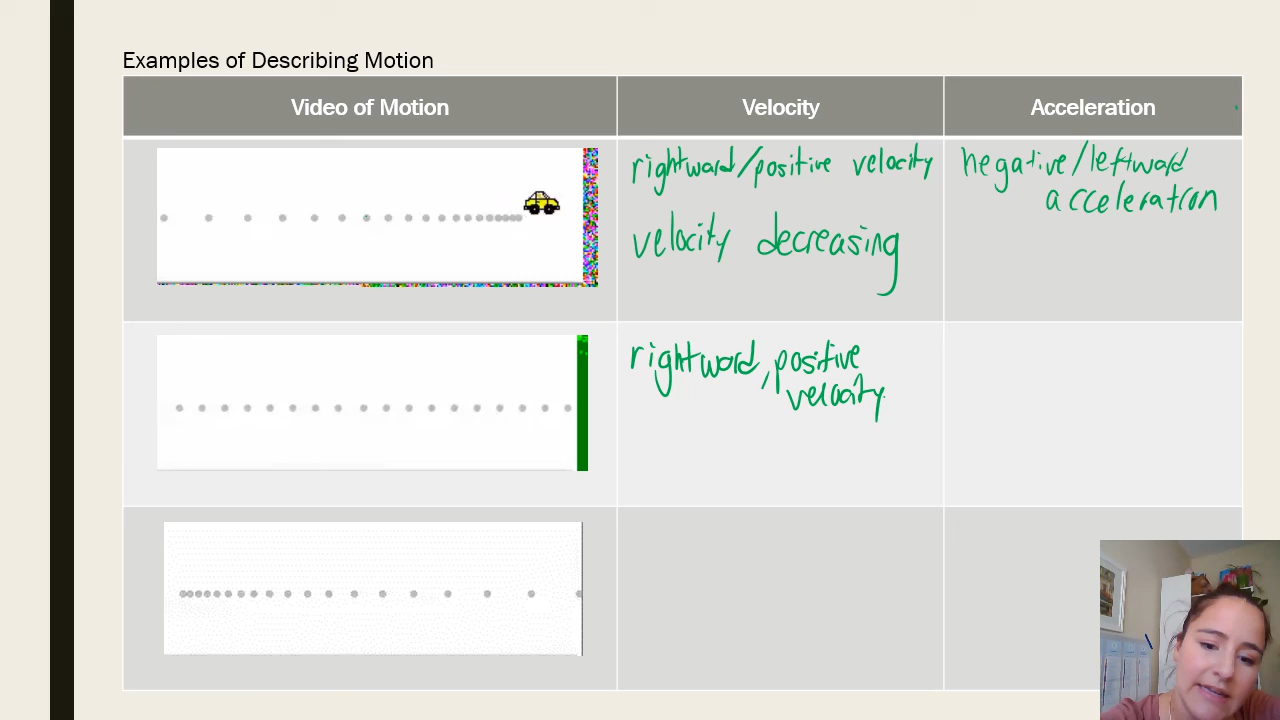 Examples of Describing Motion
Video of Motion
Velocity
Acceleration
rightward/positive velocity
velocity decreasing
negative/leftward
acceleration
rightward, positive
velocity